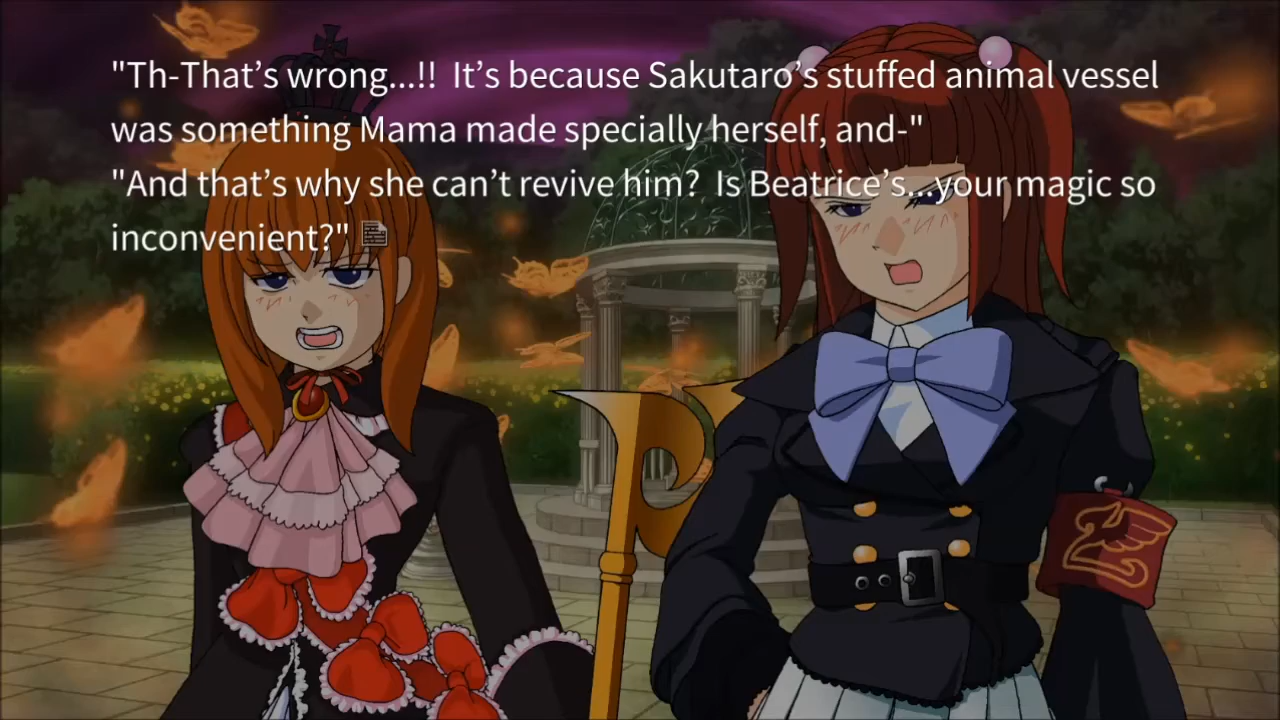 "Th-That’s wrong...!!  It’s because Sakutaro’s stuffed animal vessel
was something Mama made specially herself, and-"
"And that’s why she can’t revive him?  Is Beatrice’s...your magic so
inconvenient?"